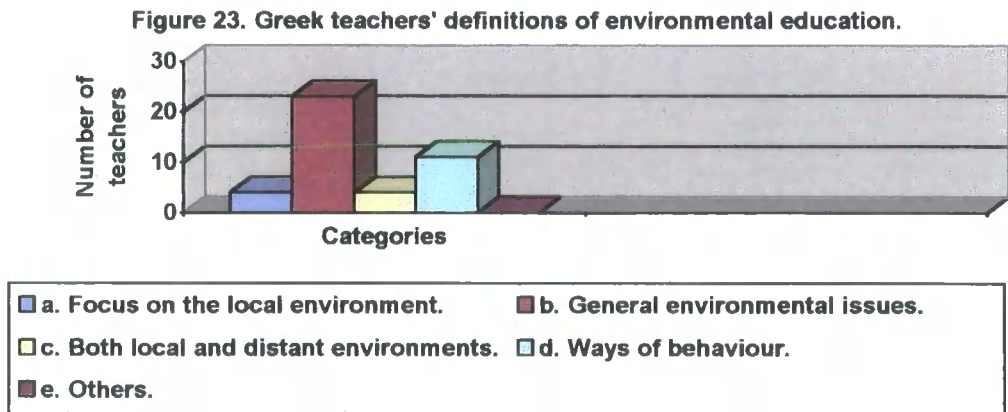 Figure 23. Greek teachers' definitions of environmental education.
Number of
teachers
30
20
10
0
Categories
a. Focus on the local environment.
b. General environmental issues.
c. Both local and distant environments.
d. Ways of behaviour.
e. Others.